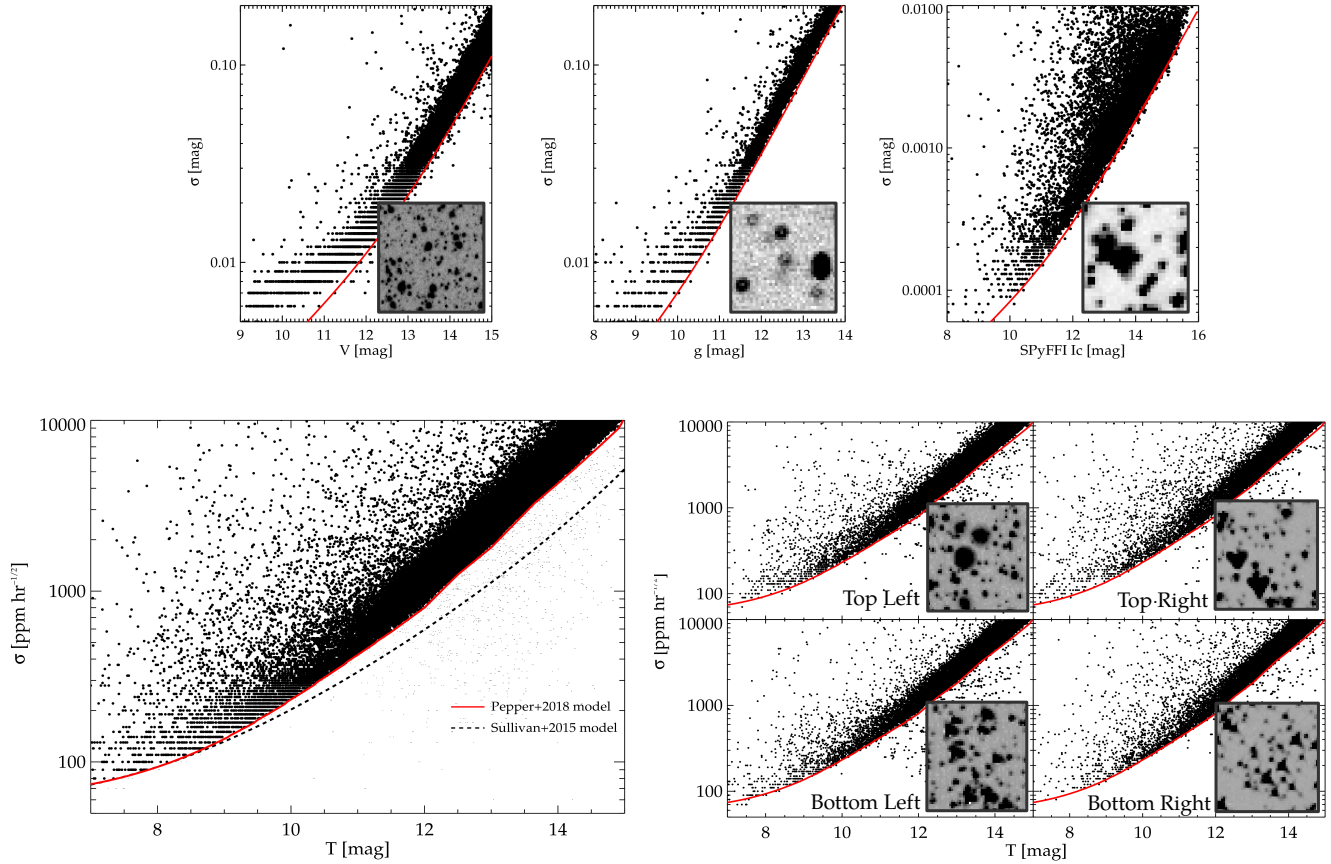 0.10
0.01
σ [mag]
9 10 11 12 13 14 15
V [mag]
0.10
0.01
σ [mag]
8 9 10 11 12 13 14
g [mag]
0.0100
0.0010
0.0001
σ [mag]
8 10 12 14 16
SPyFFI Ic [mag]
10000
1000
100
σ [ppm hr⁻¹/²]
Pepper+2018 model
Sullivan+2015 model
8 10 12 14
T [mag]
10000
1000
100
Top Left
Top Right
σ [ppm hr
10000
1000
100
Bottom Left
Bottom Right
8 10 12 14
8 10 12 14
T [mag]